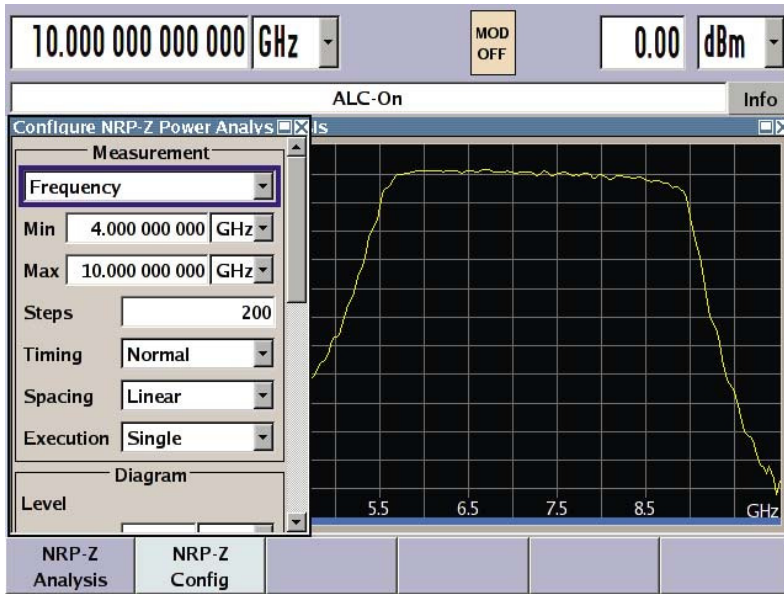 10.000 000 000 000 GHz
MOD OFF
0.00 dBm
ALC-On
Info
Configure NRP-Z Power Analys
is
Measurement
Frequency
Min 4.000 000 000 GHz
Max 10.000 000 000 GHz
Steps 200
Timing Normal
Spacing Linear
Execution Single
Diagram
Level
5.5 6.5 7.5 8.5 GHz
NRP-Z Analysis
NRP-Z Config